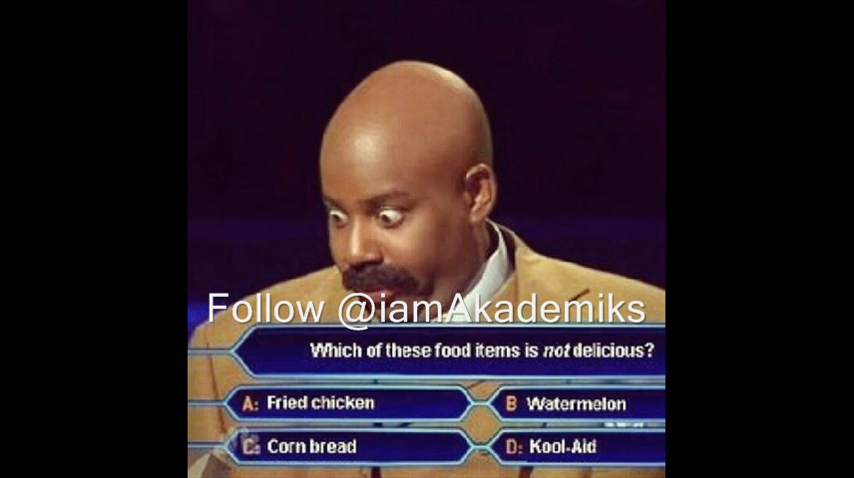 Follow @iamAkademiks
Which of these food items is not delicious?
A: Fried chicken
B Watermelon
C: Corn bread
D: Kool-Aid